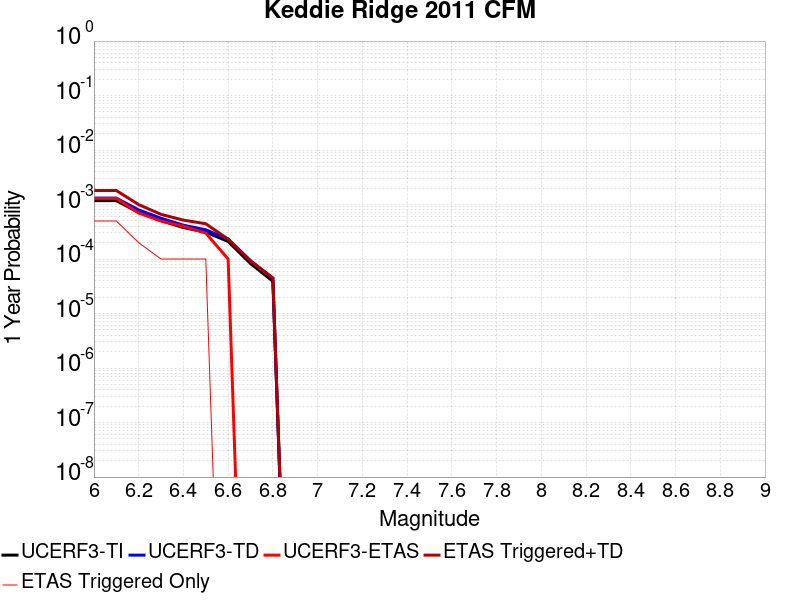 Keddie Ridge 2011 CFM
10^0
10^-1
10^-2
10^-3
10^-4
10^-5
10^-6
10^-7
10^-8
1 Year Probability
6 6.2 6.4 6.6 6.8 7 7.2 7.4 7.6 7.8 8 8.2 8.4 8.6 8.8 9
Magnitude
UCERF3-TI UCERF3-TD UCERF3-ETAS ETAS Triggered+TD
ETAS Triggered Only